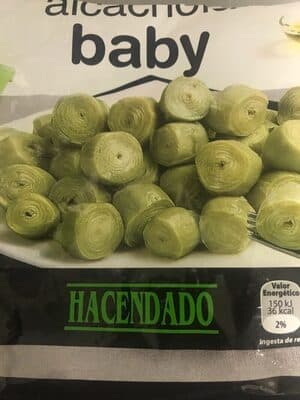 baby
HACENDADO
Valor
Energético
150 kJ
36 kcal
2%